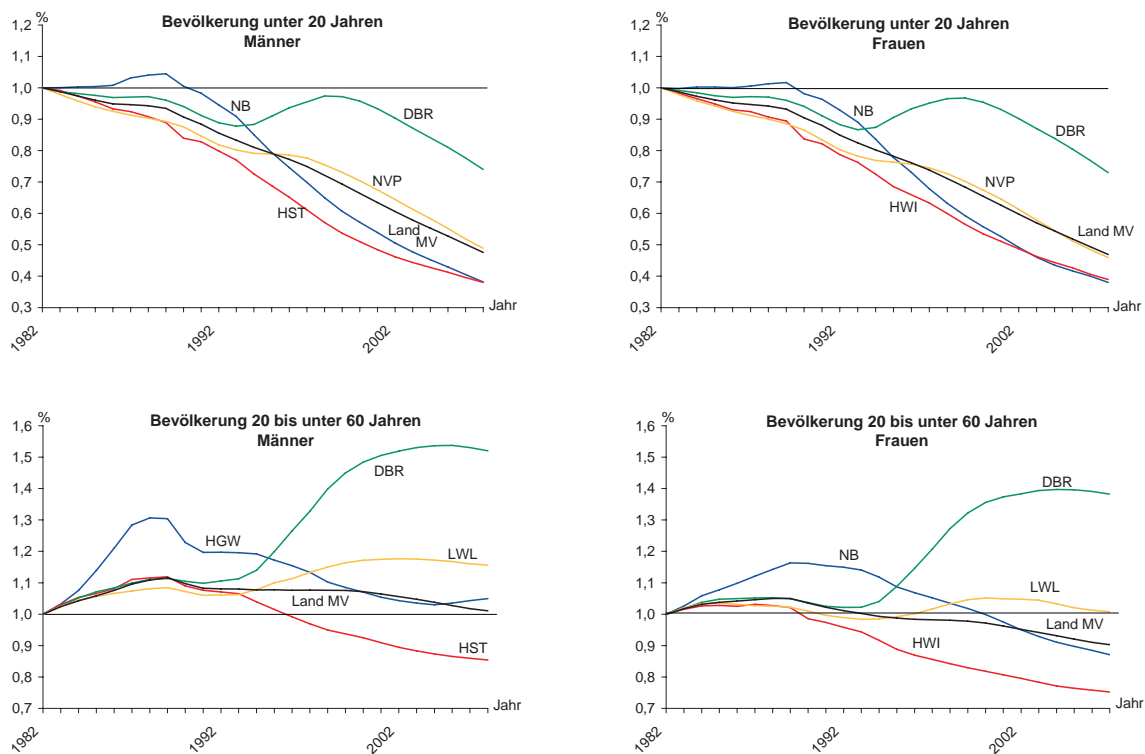 %
Bevölkerung unter 20 Jahren
Männer
1,2
1,1
1,0
0,9
0,8
0,7
0,6
0,5
0,4
0,3
NB
DBR
NVP
HST
Land
MV
Jahr
1982
1992
2002
%
Bevölkerung unter 20 Jahren
Frauen
1,2
1,1
1,0
0,9
0,8
0,7
0,6
0,5
0,4
0,3
NB
DBR
NVP
HWI
Land MV
Jahr
1982
1992
2002
%
Bevölkerung 20 bis unter 60 Jahren
Männer
1,6
1,5
1,4
1,3
1,2
1,1
1,0
0,9
0,8
0,7
DBR
HGW
LWL
Land MV
HST
Jahr
1982
1992
2002
%
Bevölkerung 20 bis unter 60 Jahren
Frauen
1,6
1,5
1,4
1,3
1,2
1,1
1,0
0,9
0,8
0,7
DBR
NB
LWL
Land MV
HWI
Jahr
1982
1992
2002